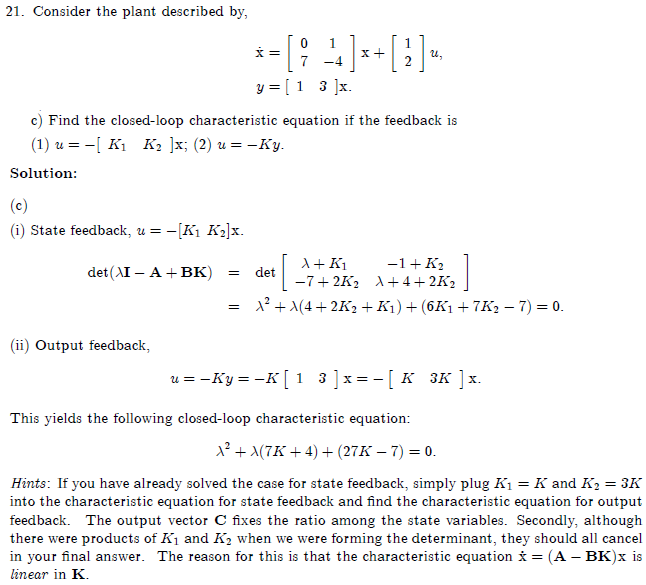 21. Consider the plant described by,
ẋ = [ 0 1 ; 7 −4 ] x + [ 1 ; 2 ] u,
y = [ 1 3 ]x.
c) Find the closed-loop characteristic equation if the feedback is
(1) u = −[ K₁ K₂ ]x; (2) u = −Ky.
Solution:
(c)
(i) State feedback, u = −[K₁ K₂]x.
det(λI − A + BK) = det [ λ + K₁ −1 + K₂ ; −7 + 2K₂ λ + 4 + 2K₂ ]
= λ² + λ(4 + 2K₂ + K₁) + (6K₁ + 7K₂ − 7) = 0.
(ii) Output feedback,
u = −Ky = −K [ 1 3 ] x = − [ K 3K ] x.
This yields the following closed-loop characteristic equation:
λ² + λ(7K + 4) + (27K − 7) = 0.
Hints: If you have already solved the case for state feedback, simply plug K₁ = K and K₂ = 3K
into the characteristic equation for state feedback and find the characteristic equation for output
feedback. The output vector C fixes the ratio among the state variables. Secondly, although
there were products of K₁ and K₂ when we were forming the determinant, they should all cancel
in your final answer. The reason for this is that the characteristic equation ẋ = (A − BK)x is
linear in K.